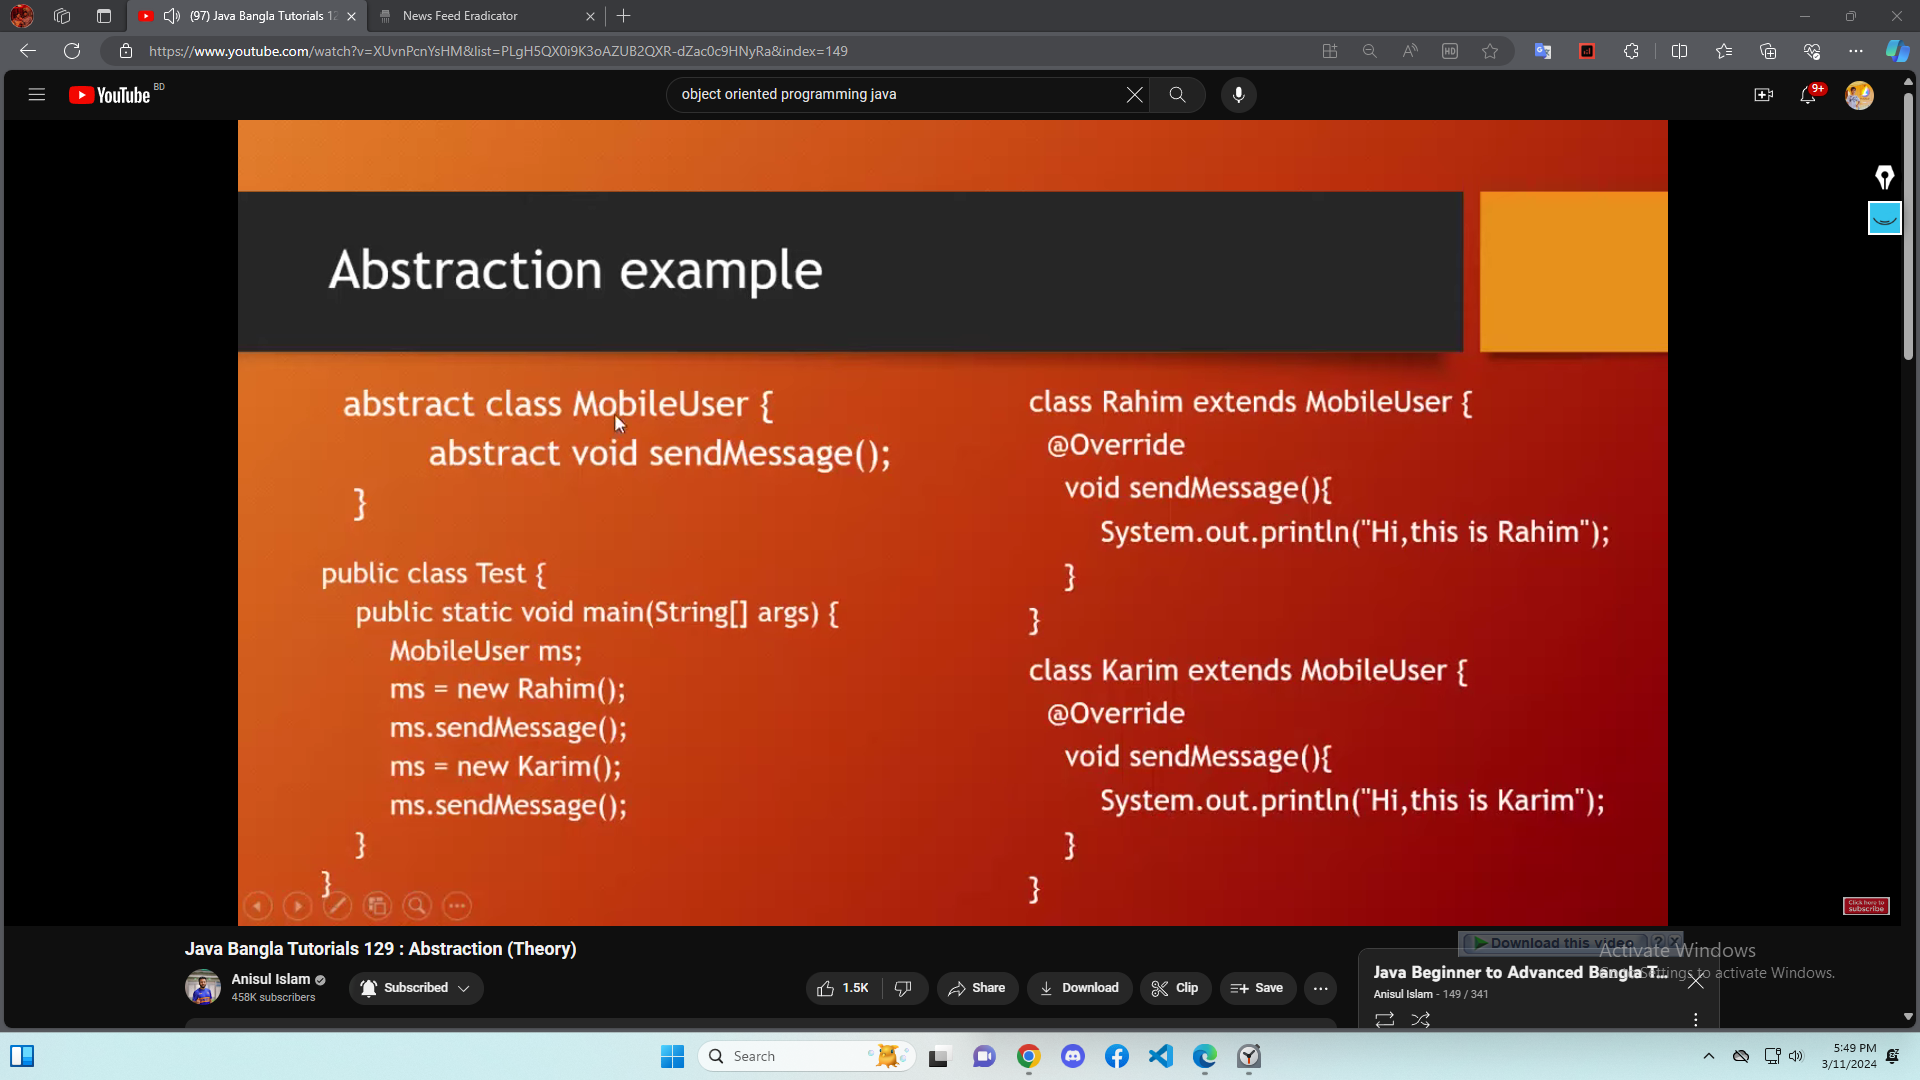 (97) Java Bangla Tutorials 12
News Feed Eradicator
https://www.youtube.com/watch?v=XUvnPcnYsHM&list=PLgH5QX0i9K3oAZUB2QXR-dZac0c9HNyRa&index=149
YouTube BD
object oriented programming java
9+
Abstraction example
abstract class MobileUser {
abstract void sendMessage();
}
public class Test {
public static void main(String[] args) {
MobileUser ms;
ms = new Rahim();
ms.sendMessage();
ms = new Karim();
ms.sendMessage();
}
}
class Rahim extends MobileUser {
@Override
void sendMessage(){
System.out.println("Hi,this is Rahim");
}
}
class Karim extends MobileUser {
@Override
void sendMessage(){
System.out.println("Hi,this is Karim");
}
}
Click here to
subscribe
Java Bangla Tutorials 129 : Abstraction (Theory)
Anisul Islam
458K subscribers
Subscribed
1.5K
Share
Download
Clip
Save
Download this video ? X
Activate Windows
Settings to activate Windows.
Java Beginner to Advanced Bangla T...
Anisul Islam - 149 / 341
Search
5:49 PM
3/11/2024